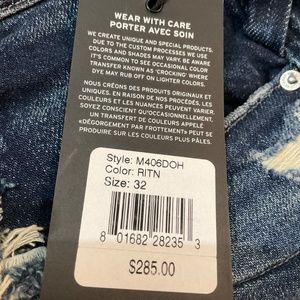 WEAR WITH CARE
PORTER AVEC SOIN
WE CREATE UNIQUE AND SPECIAL PRODUCTS.
DUE TO THE CUSTOM PROCESSES WE USE
COLORS AND SHADES MAY VARY. BE AWARE
IT'S COMMON TO SEE OCCASIONAL COLOR
TRANSFER KNOWN AS 'CROCKING' WHERE
DYE MAY RUB OFF ON LIGHTER COLORS.
NOUS CRÉONS DES PRODUITS ORIGINAUX ET
UNIQUES. EN RAISON DE NOS PROCÉDÉS, LES
COULEURS ET LES NUANCES PEUVENT VARIER.
SOYEZ CONSCIENT QU'OCCASIONNELLEMENT
UN TRANSFERT DE COULEURS APPELÉ
«DÉGORGEMENT PAR FROTTEMENT» PEUT SE
PRODUIRE SUR LES COULEURS PLUS PÂLES.
Style: M406DOH
Color: RITN
Size: 32
8 01682 28235 3
$285.00